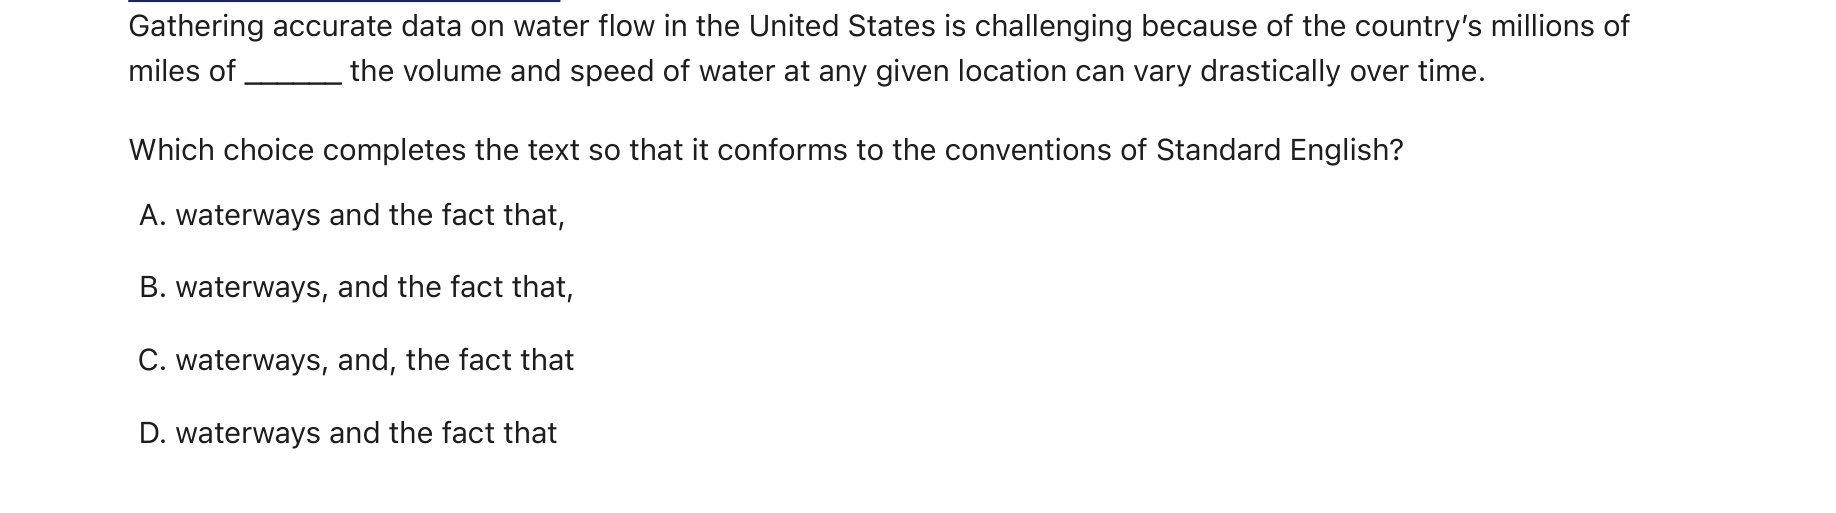 Gathering accurate data on water flow in the United States is challenging because of the country’s millions of
miles of ______ the volume and speed of water at any given location can vary drastically over time.
Which choice completes the text so that it conforms to the conventions of Standard English?
A. waterways and the fact that,
B. waterways, and the fact that,
C. waterways, and, the fact that
D. waterways and the fact that